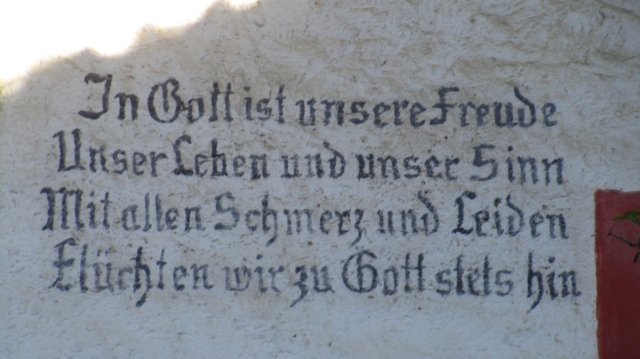 In Gott ist unsere Freude
Unser Leben und unser Sinn
Mit allen Schmerz und Leiden
Flüchten wir zu Gott stets hin